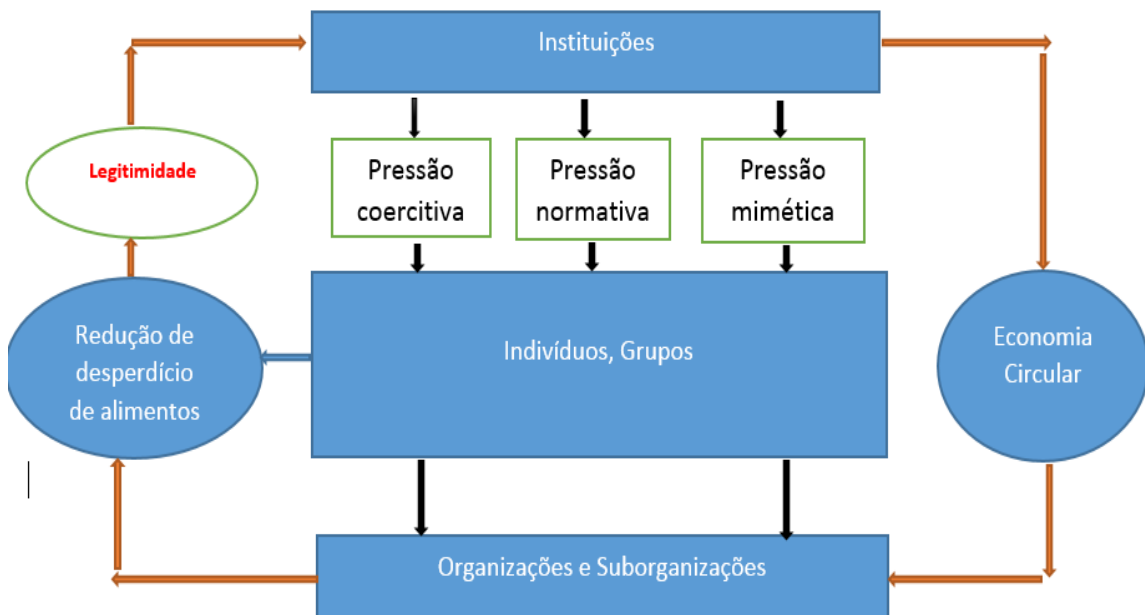 Instituições
Legitimidade
Pressão
coercitiva
Pressão
normativa
Pressão
mimética
Redução de
desperdício
de alimentos
Indivíduos, Grupos
Economia
Circular
Organizações e Suborganizações